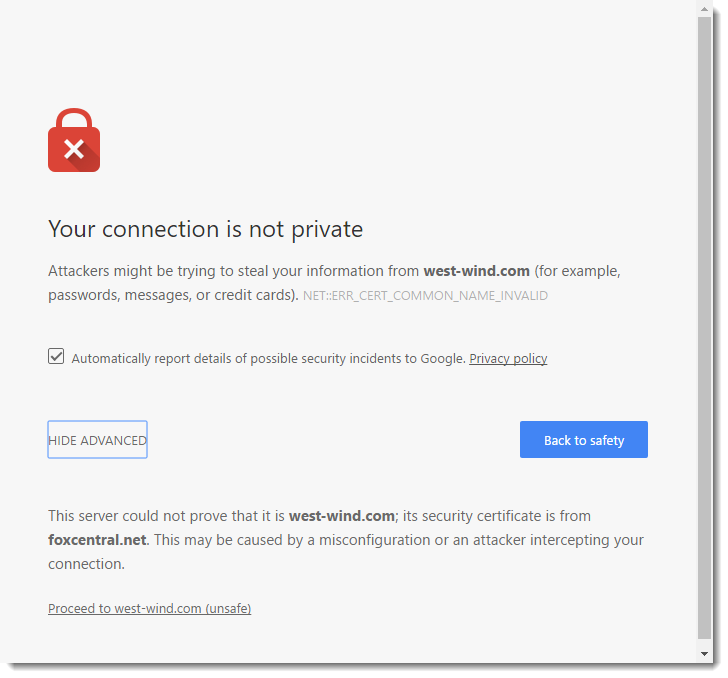 Your connection is not private
Attackers might be trying to steal your information from west-wind.com (for example,
passwords, messages, or credit cards). NET::ERR_CERT_COMMON_NAME_INVALID
Automatically report details of possible security incidents to Google. Privacy policy
HIDE ADVANCED
Back to safety
This server could not prove that it is west-wind.com; its security certificate is from
foxcentral.net. This may be caused by a misconfiguration or an attacker intercepting your
connection.
Proceed to west-wind.com (unsafe)